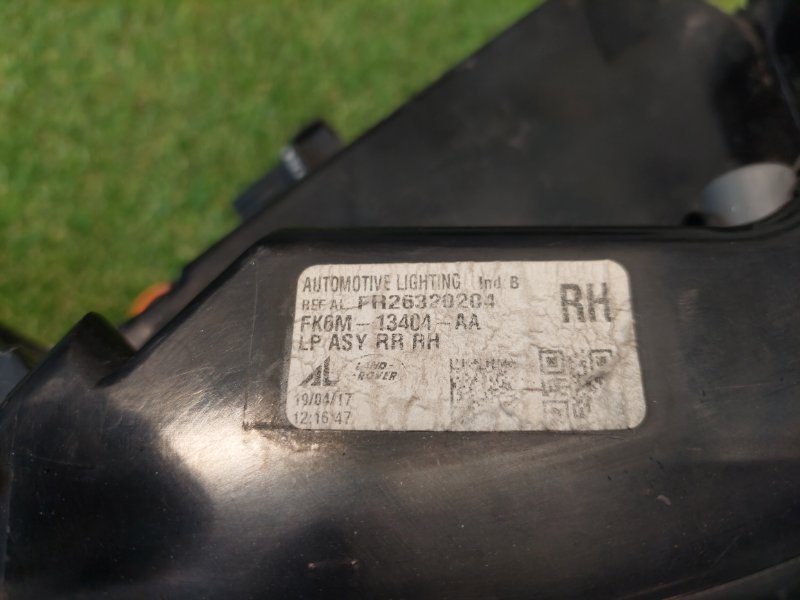 AUTOMOTIVE LIGHTING Ind B
REF AL. FR26320204
FK6M-13404-AA
LP ASY RR RH
RH
AL LAND-ROVER
19/04/17
12:16:47